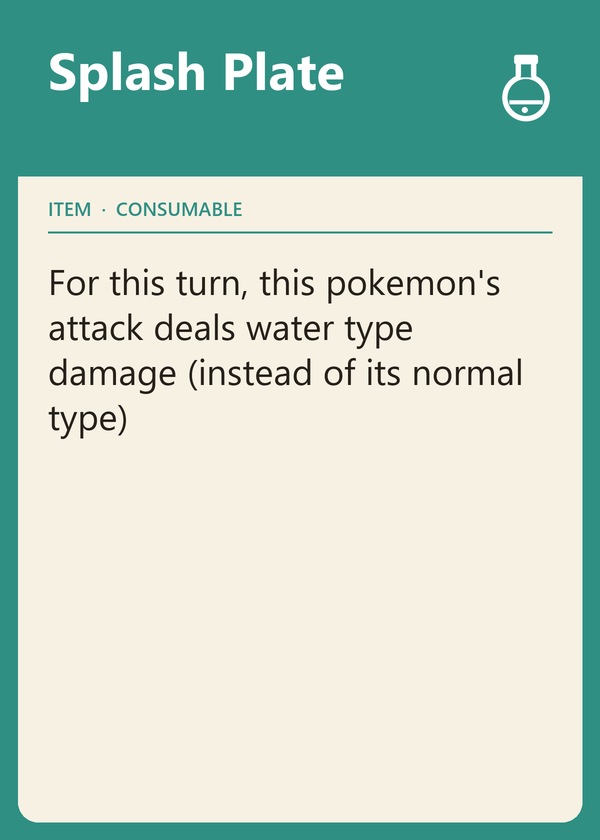 Splash Plate
ITEM · CONSUMABLE
For this turn, this pokemon's
attack deals water type
damage (instead of its normal
type)